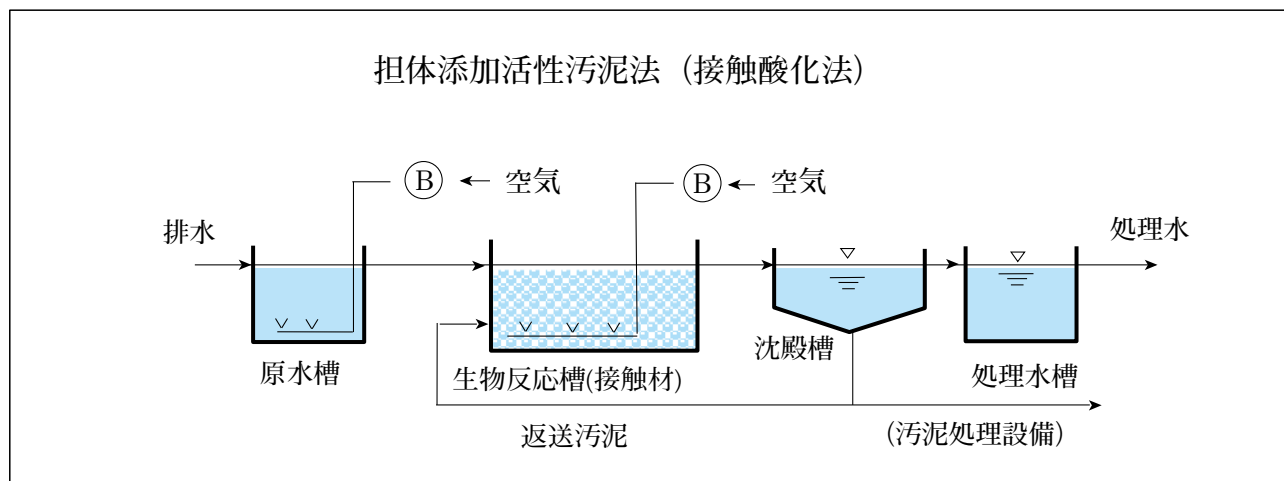 担体添加活性汚泥法（接触酸化法）
B
空気
B
空気
排水
処理水
原水槽
生物反応槽(接触材)
沈殿槽
処理水槽
返送汚泥
（汚泥処理設備）